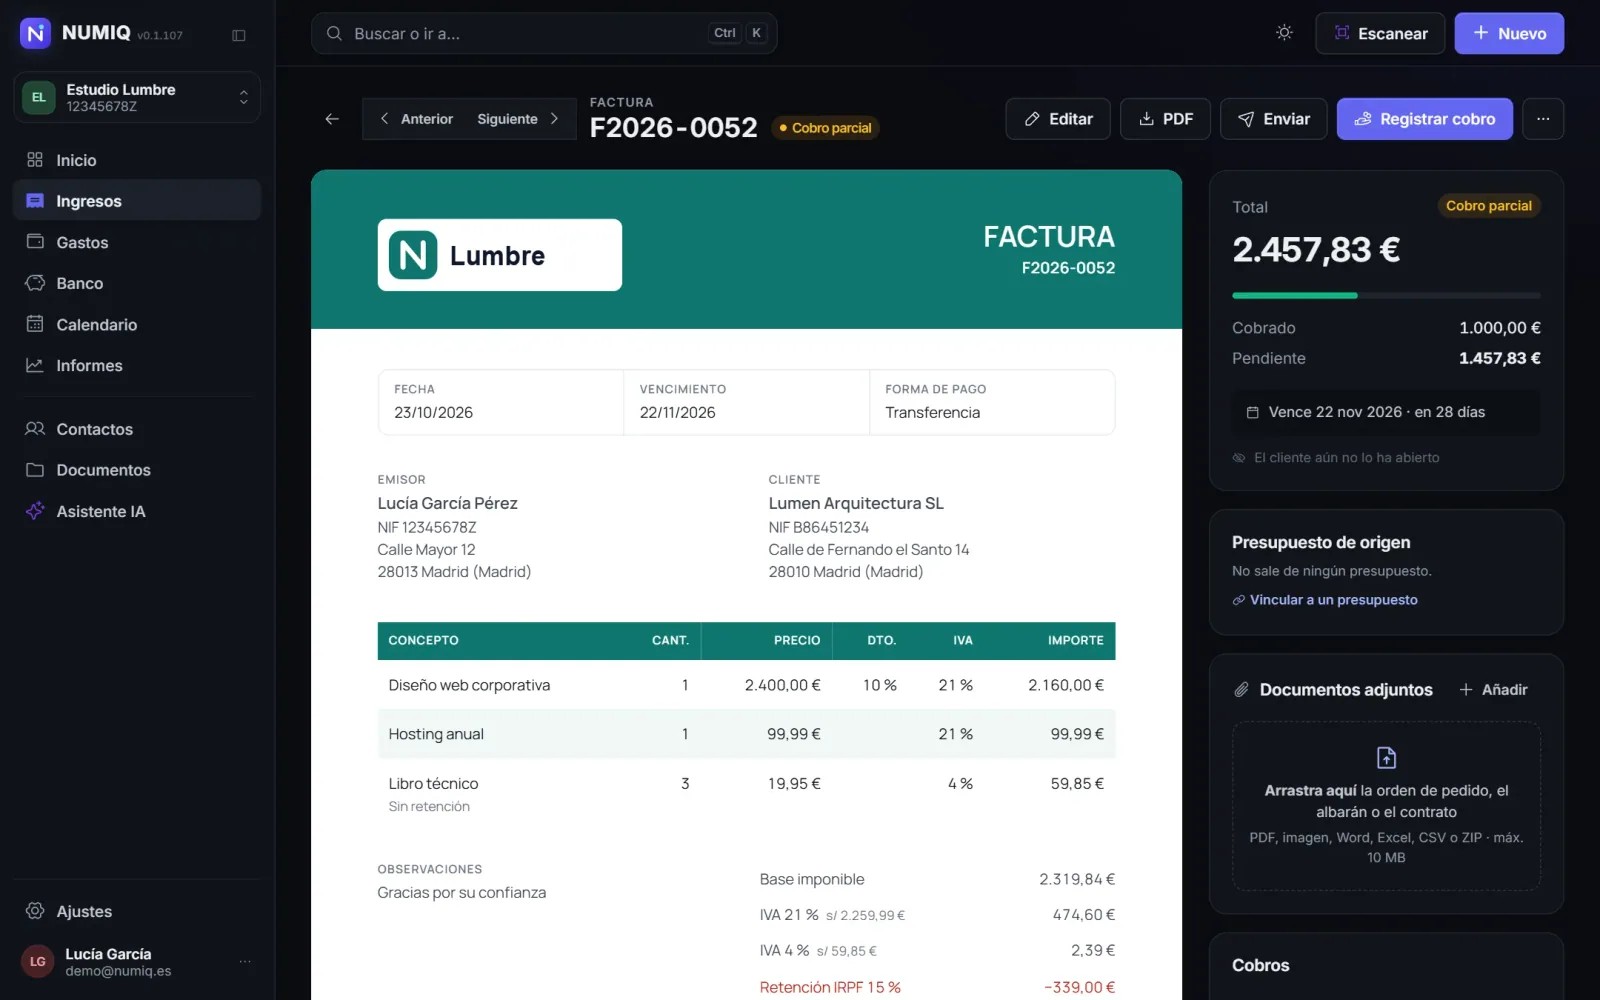 NUMIQ v0.1.107
Buscar o ir a...
Ctrl K
Escanear
Nuevo
EL
Estudio Lumbre
12345678Z
Inicio
Ingresos
Gastos
Banco
Calendario
Informes
Contactos
Documentos
Asistente IA
Ajustes
LG
Lucía García
demo@numiq.es
Anterior
Siguiente
FACTURA
F2026-0052
Cobro parcial
Editar
PDF
Enviar
Registrar cobro
Lumbre
FACTURA
F2026-0052
FECHA
23/10/2026
VENCIMIENTO
22/11/2026
FORMA DE PAGO
Transferencia
EMISOR
Lucía García Pérez
NIF 12345678Z
Calle Mayor 12
28013 Madrid (Madrid)
CLIENTE
Lumen Arquitectura SL
NIF B86451234
Calle de Fernando el Santo 14
28010 Madrid (Madrid)
CONCEPTO CANT. PRECIO DTO. IVA IMPORTE
Diseño web corporativa 1 2.400,00 € 10 % 21 % 2.160,00 €
Hosting anual 1 99,99 € 21 % 99,99 €
Libro técnico 3 19,95 € 4 % 59,85 €
Sin retención
OBSERVACIONES
Gracias por su confianza
Base imponible 2.319,84 €
IVA 21 % s/ 2.259,99 € 474,60 €
IVA 4 % s/ 59,85 € 2,39 €
Retención IRPF 15 % −339,00 €
Total
Cobro parcial
2.457,83 €
Cobrado 1.000,00 €
Pendiente 1.457,83 €
Vence 22 nov 2026 · en 28 días
El cliente aún no lo ha abierto
Presupuesto de origen
No sale de ningún presupuesto.
Vincular a un presupuesto
Documentos adjuntos
Añadir
Arrastra aquí la orden de pedido, el
albarán o el contrato
PDF, imagen, Word, Excel, CSV o ZIP · máx.
10 MB
Cobros